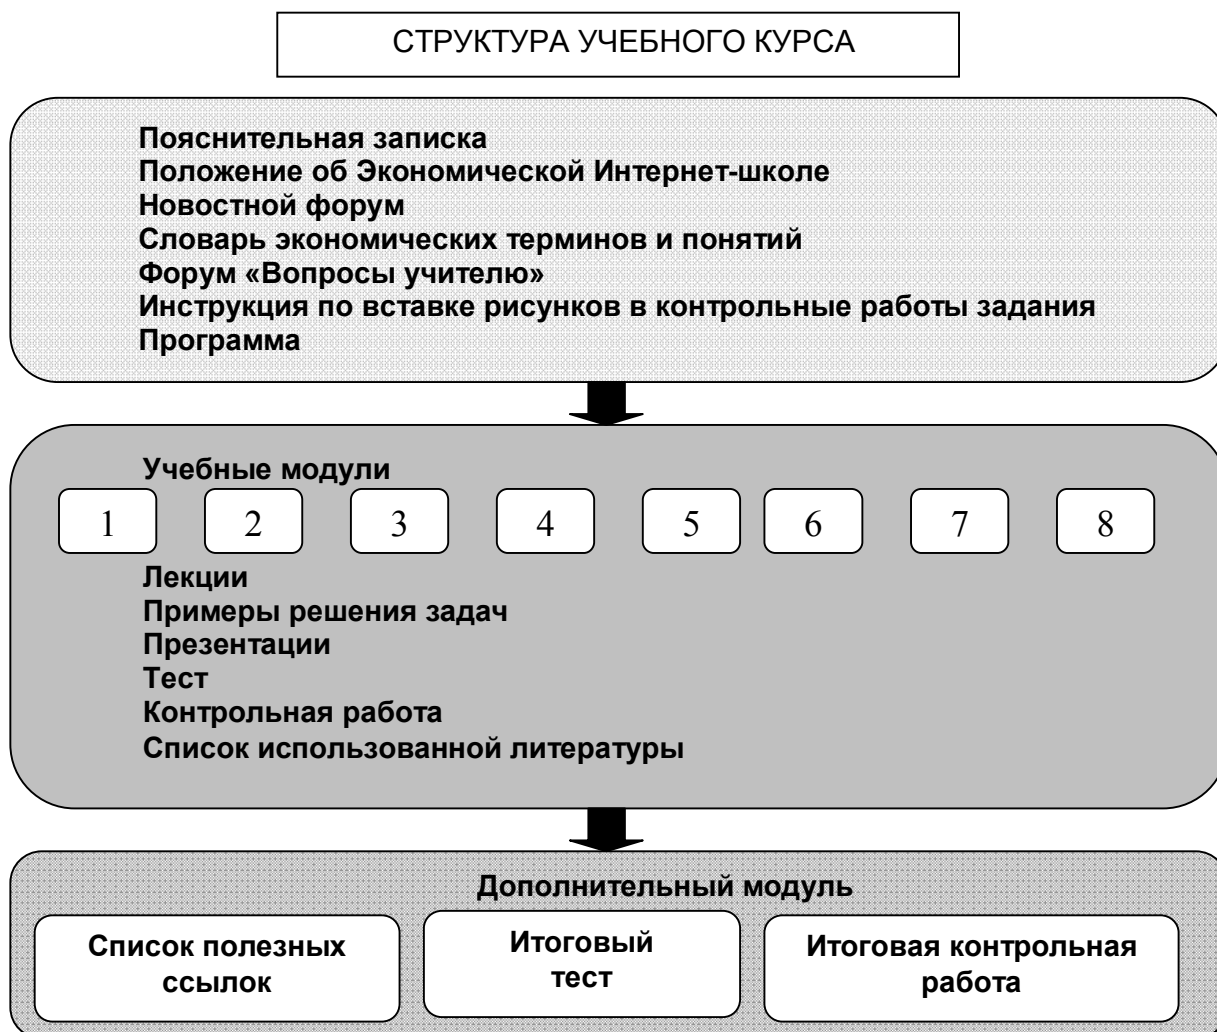 СТРУКТУРА УЧЕБНОГО КУРСА
Пояснительная записка
Положение об Экономической Интернет-школе
Новостной форум
Словарь экономических терминов и понятий
Форум «Вопросы учителю»
Инструкция по вставке рисунков в контрольные работы задания
Программа
Учебные модули
1 2 3 4 5 6 7 8
Лекции
Примеры решения задач
Презентации
Тест
Контрольная работа
Список использованной литературы
Дополнительный модуль
Список полезных
ссылок
Итоговый
тест
Итоговая контрольная
работа